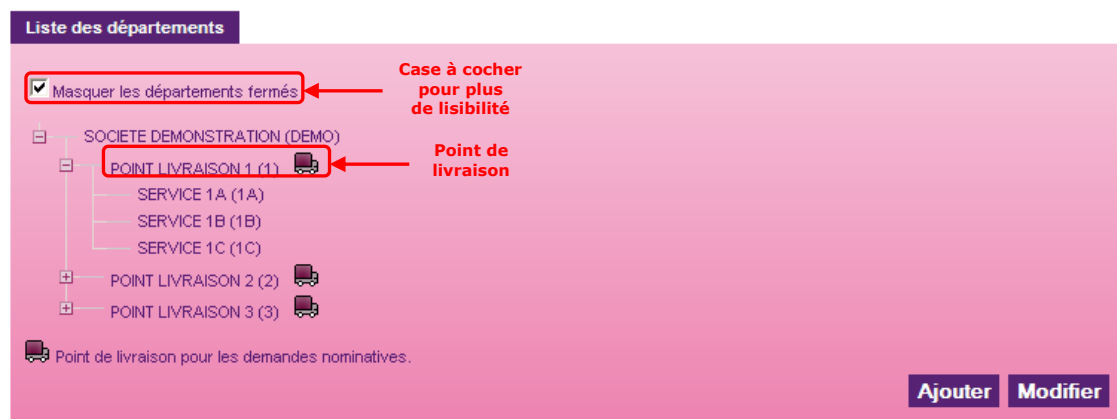 Liste des départements
Masquer les départements fermés
Case à cocher
pour plus
de lisibilité
SOCIETE DEMONSTRATION (DEMO)
POINT LIVRAISON 1 (1)
Point de
livraison
SERVICE 1A (1A)
SERVICE 1B (1B)
SERVICE 1C (1C)
POINT LIVRAISON 2 (2)
POINT LIVRAISON 3 (3)
Point de livraison pour les demandes nominatives.
Ajouter Modifier